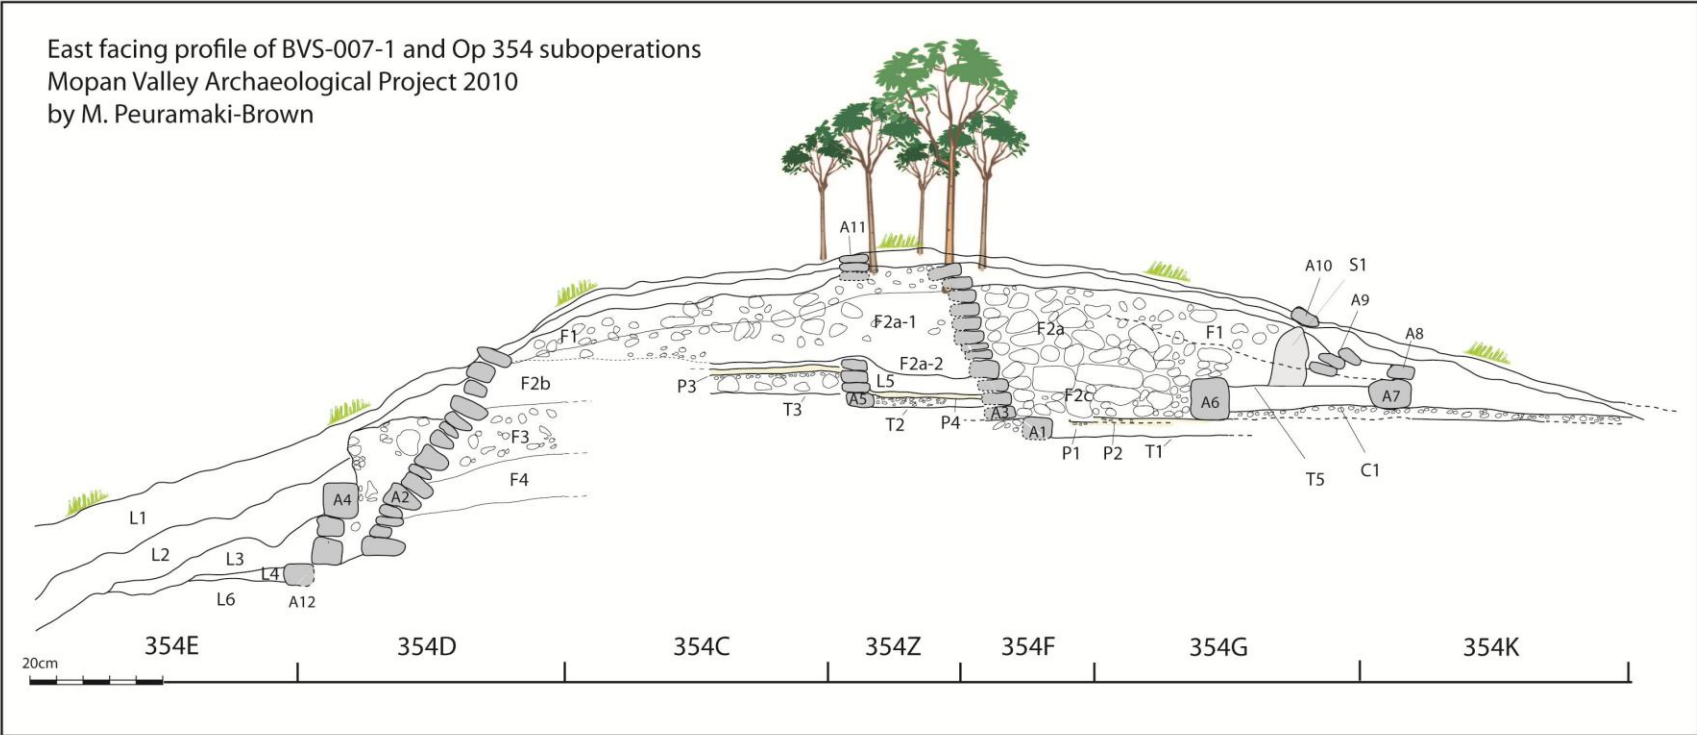 East facing profile of BVS-007-1 and Op 354 suboperations
Mopan Valley Archaeological Project 2010
by M. Peuramaki-Brown
A11
A10
S1
A9
A8
F1
F2a-1
F2a
F1
F2a-2
F2b
P3
L5
A5
T3
T2
P4
A3
F2c
A6
A7
A1
P1
P2
T1
T5
C1
F3
F4
A4
A2
L1
L2
L3
L4
L6
A12
354E
354D
354C
354Z
354F
354G
354K
20cm